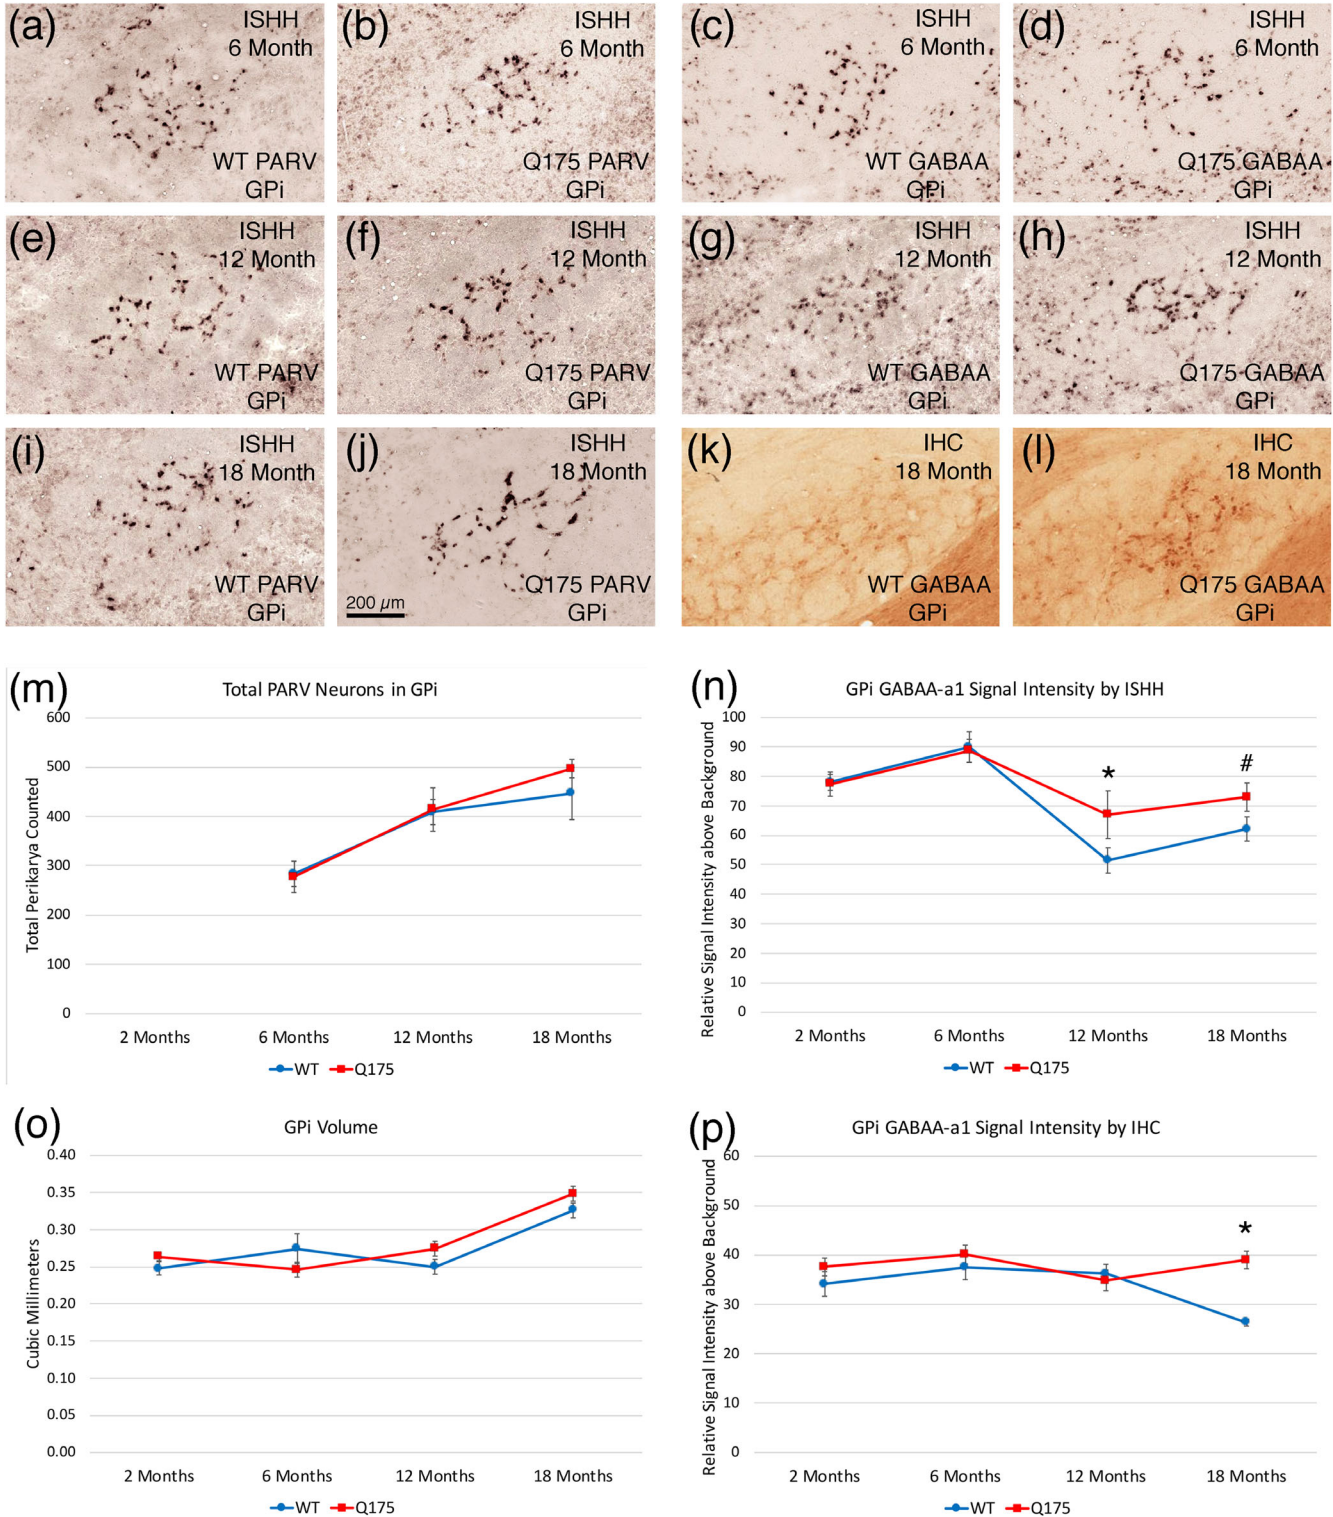 (a)
ISHH
6 Month
WT PARV
GPi
(b)
ISHH
6 Month
Q175 PARV
GPi
(c)
ISHH
6 Month
WT GABAA
GPi
(d)
ISHH
6 Month
Q175 GABAA
GPi
(e)
ISHH
12 Month
WT PARV
GPi
(f)
ISHH
12 Month
Q175 PARV
GPi
(g)
ISHH
12 Month
WT GABAA
GPi
(h)
ISHH
12 Month
Q175 GABAA
GPi
(i)
ISHH
18 Month
WT PARV
GPi
(j)
ISHH
18 Month
Q175 PARV
GPi
200 µm
(k)
IHC
18 Month
WT GABAA
GPi
(l)
IHC
18 Month
Q175 GABAA
GPi
(m)
Total PARV Neurons in GPi
Total Perikarya Counted
600
500
400
300
200
100
0
2 Months 6 Months 12 Months 18 Months
WT Q175
(n)
GPi GABAA-a1 Signal Intensity by ISHH
Relative Signal Intensity above Background
100
90
80
70
60
50
40
30
20
10
0
*
#
2 Months 6 Months 12 Months 18 Months
WT Q175
(o)
GPi Volume
Cubic Millimeters
0.40
0.35
0.30
0.25
0.20
0.15
0.10
0.05
0.00
2 Months 6 Months 12 Months 18 Months
WT Q175
(p)
GPi GABAA-a1 Signal Intensity by IHC
Relative Signal Intensity above Background
60
50
40
30
20
10
0
*
2 Months 6 Months 12 Months 18 Months
WT Q175